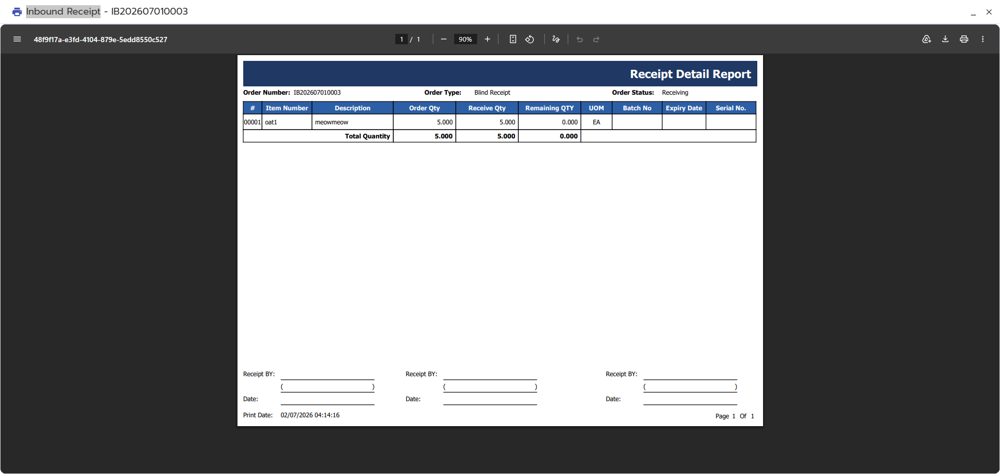 Inbound Receipt - IB202607010003
48f9f17a-e3fd-4104-879e-5edd8550c527 1 / 1 90%
Receipt Detail Report
Order Number: IB202607010003 Order Type: Blind Receipt Order Status: Receiving
# Item Number Description Order Qty Receive Qty Remaining QTY UOM Batch No Expiry Date Serial No.
00001 oat1 meowmeow 5.000 5.000 0.000 EA
Total Quantity 5.000 5.000 0.000
Receipt BY: Receipt BY: Receipt BY:
( ) ( ) ( )
Date: Date: Date:
Print Date: 02/07/2026 04:14:16 Page 1 Of 1